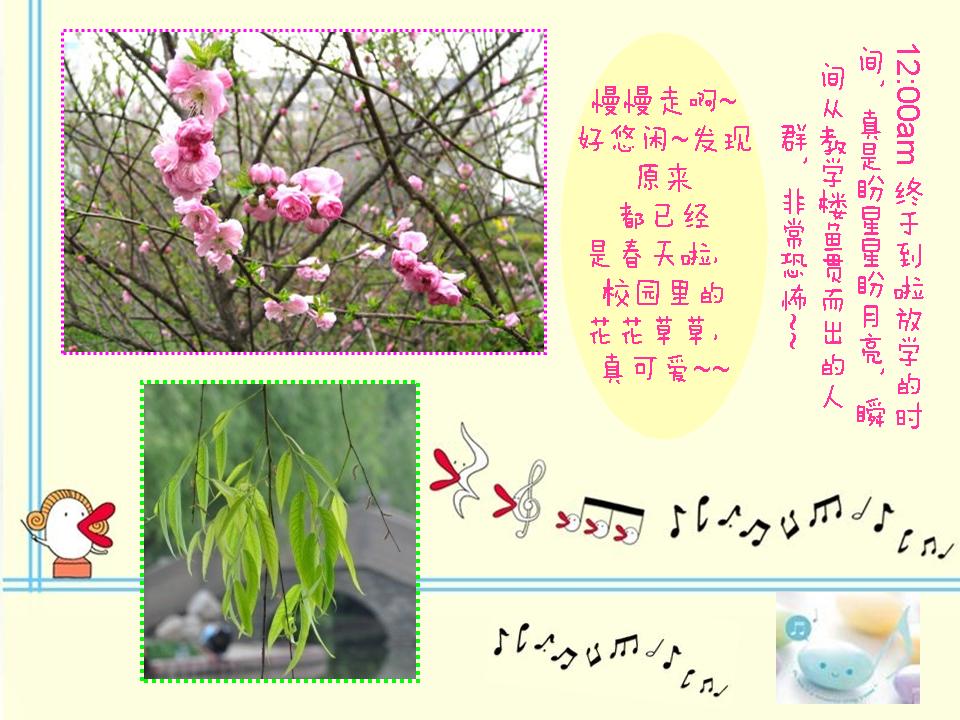 慢慢走啊~
好悠闲~发现
原来
都已经
是春天啦,
校园里的
花花草草,
真可爱~~
12:00am 终于到啦放学的时
间,真是盼星星盼月亮,瞬
间从教学楼鱼贯而出的人
群,非常恐怖~~